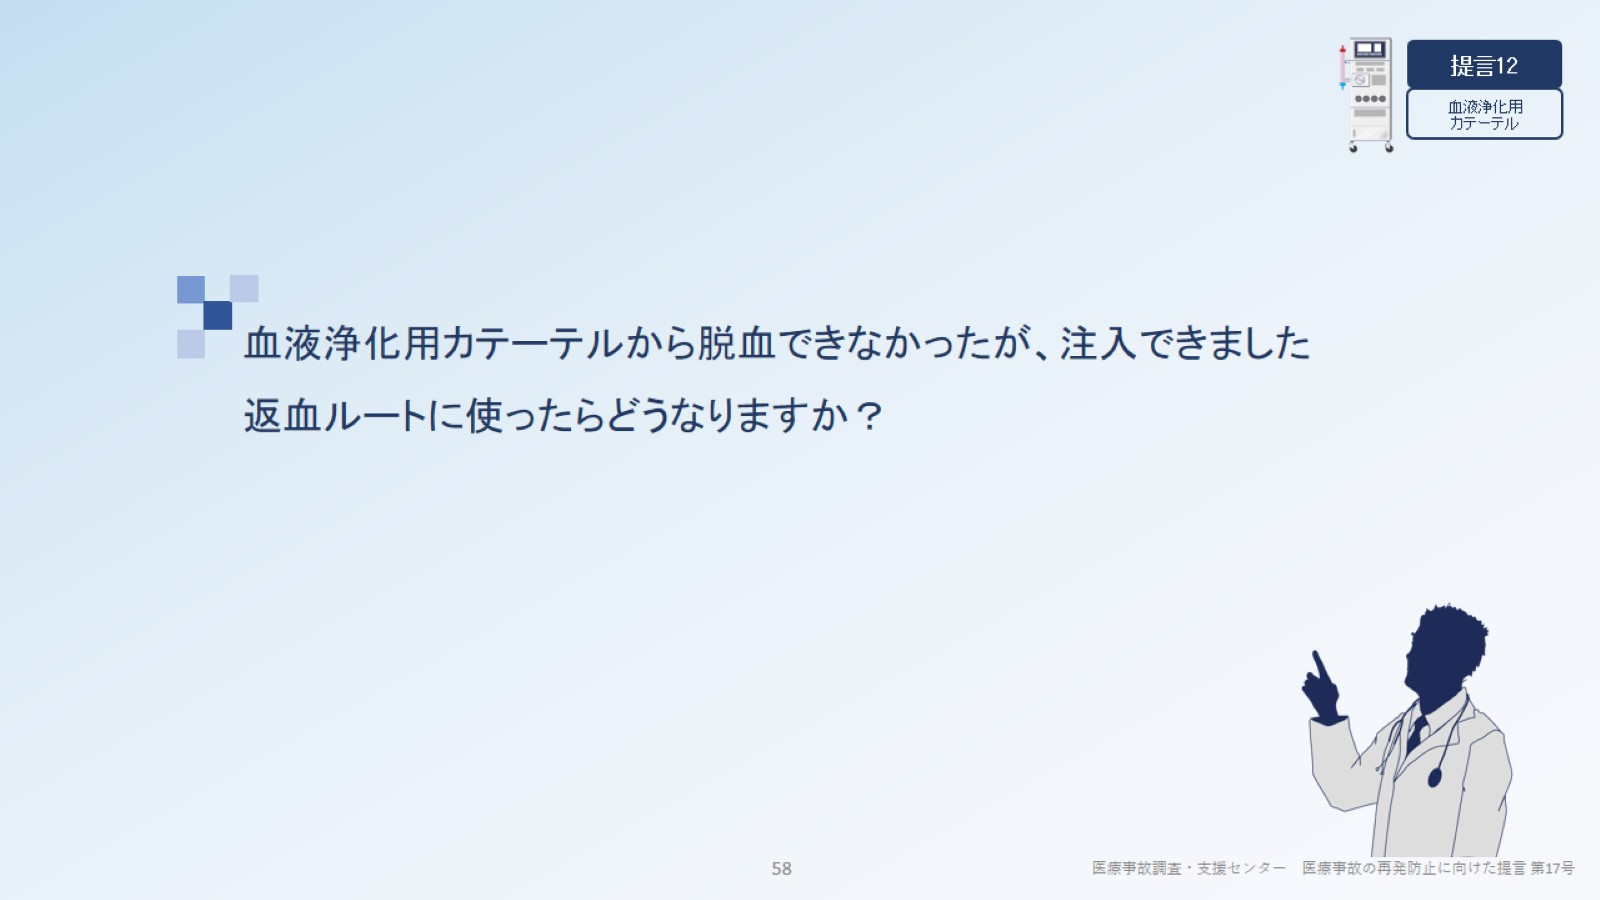 提言12
血液浄化用
カテーテル
血液浄化用カテーテルから脱血できなかったが、注入できました
返血ルートに使ったらどうなりますか？
58
医療事故調査・支援センター　医療事故の再発防止に向けた提言 第17号